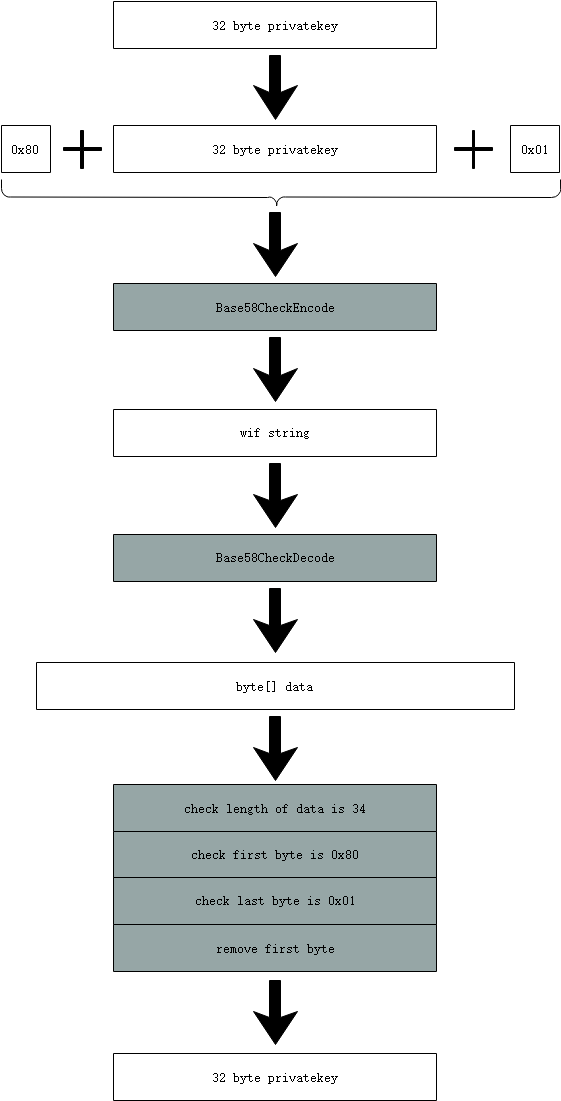 32 byte privatekey
0x80 + 32 byte privatekey + 0x01
Base58CheckEncode
wif string
Base58CheckDecode
byte[] data
check length of data is 34
check first byte is 0x80
check last byte is 0x01
remove first byte
32 byte privatekey